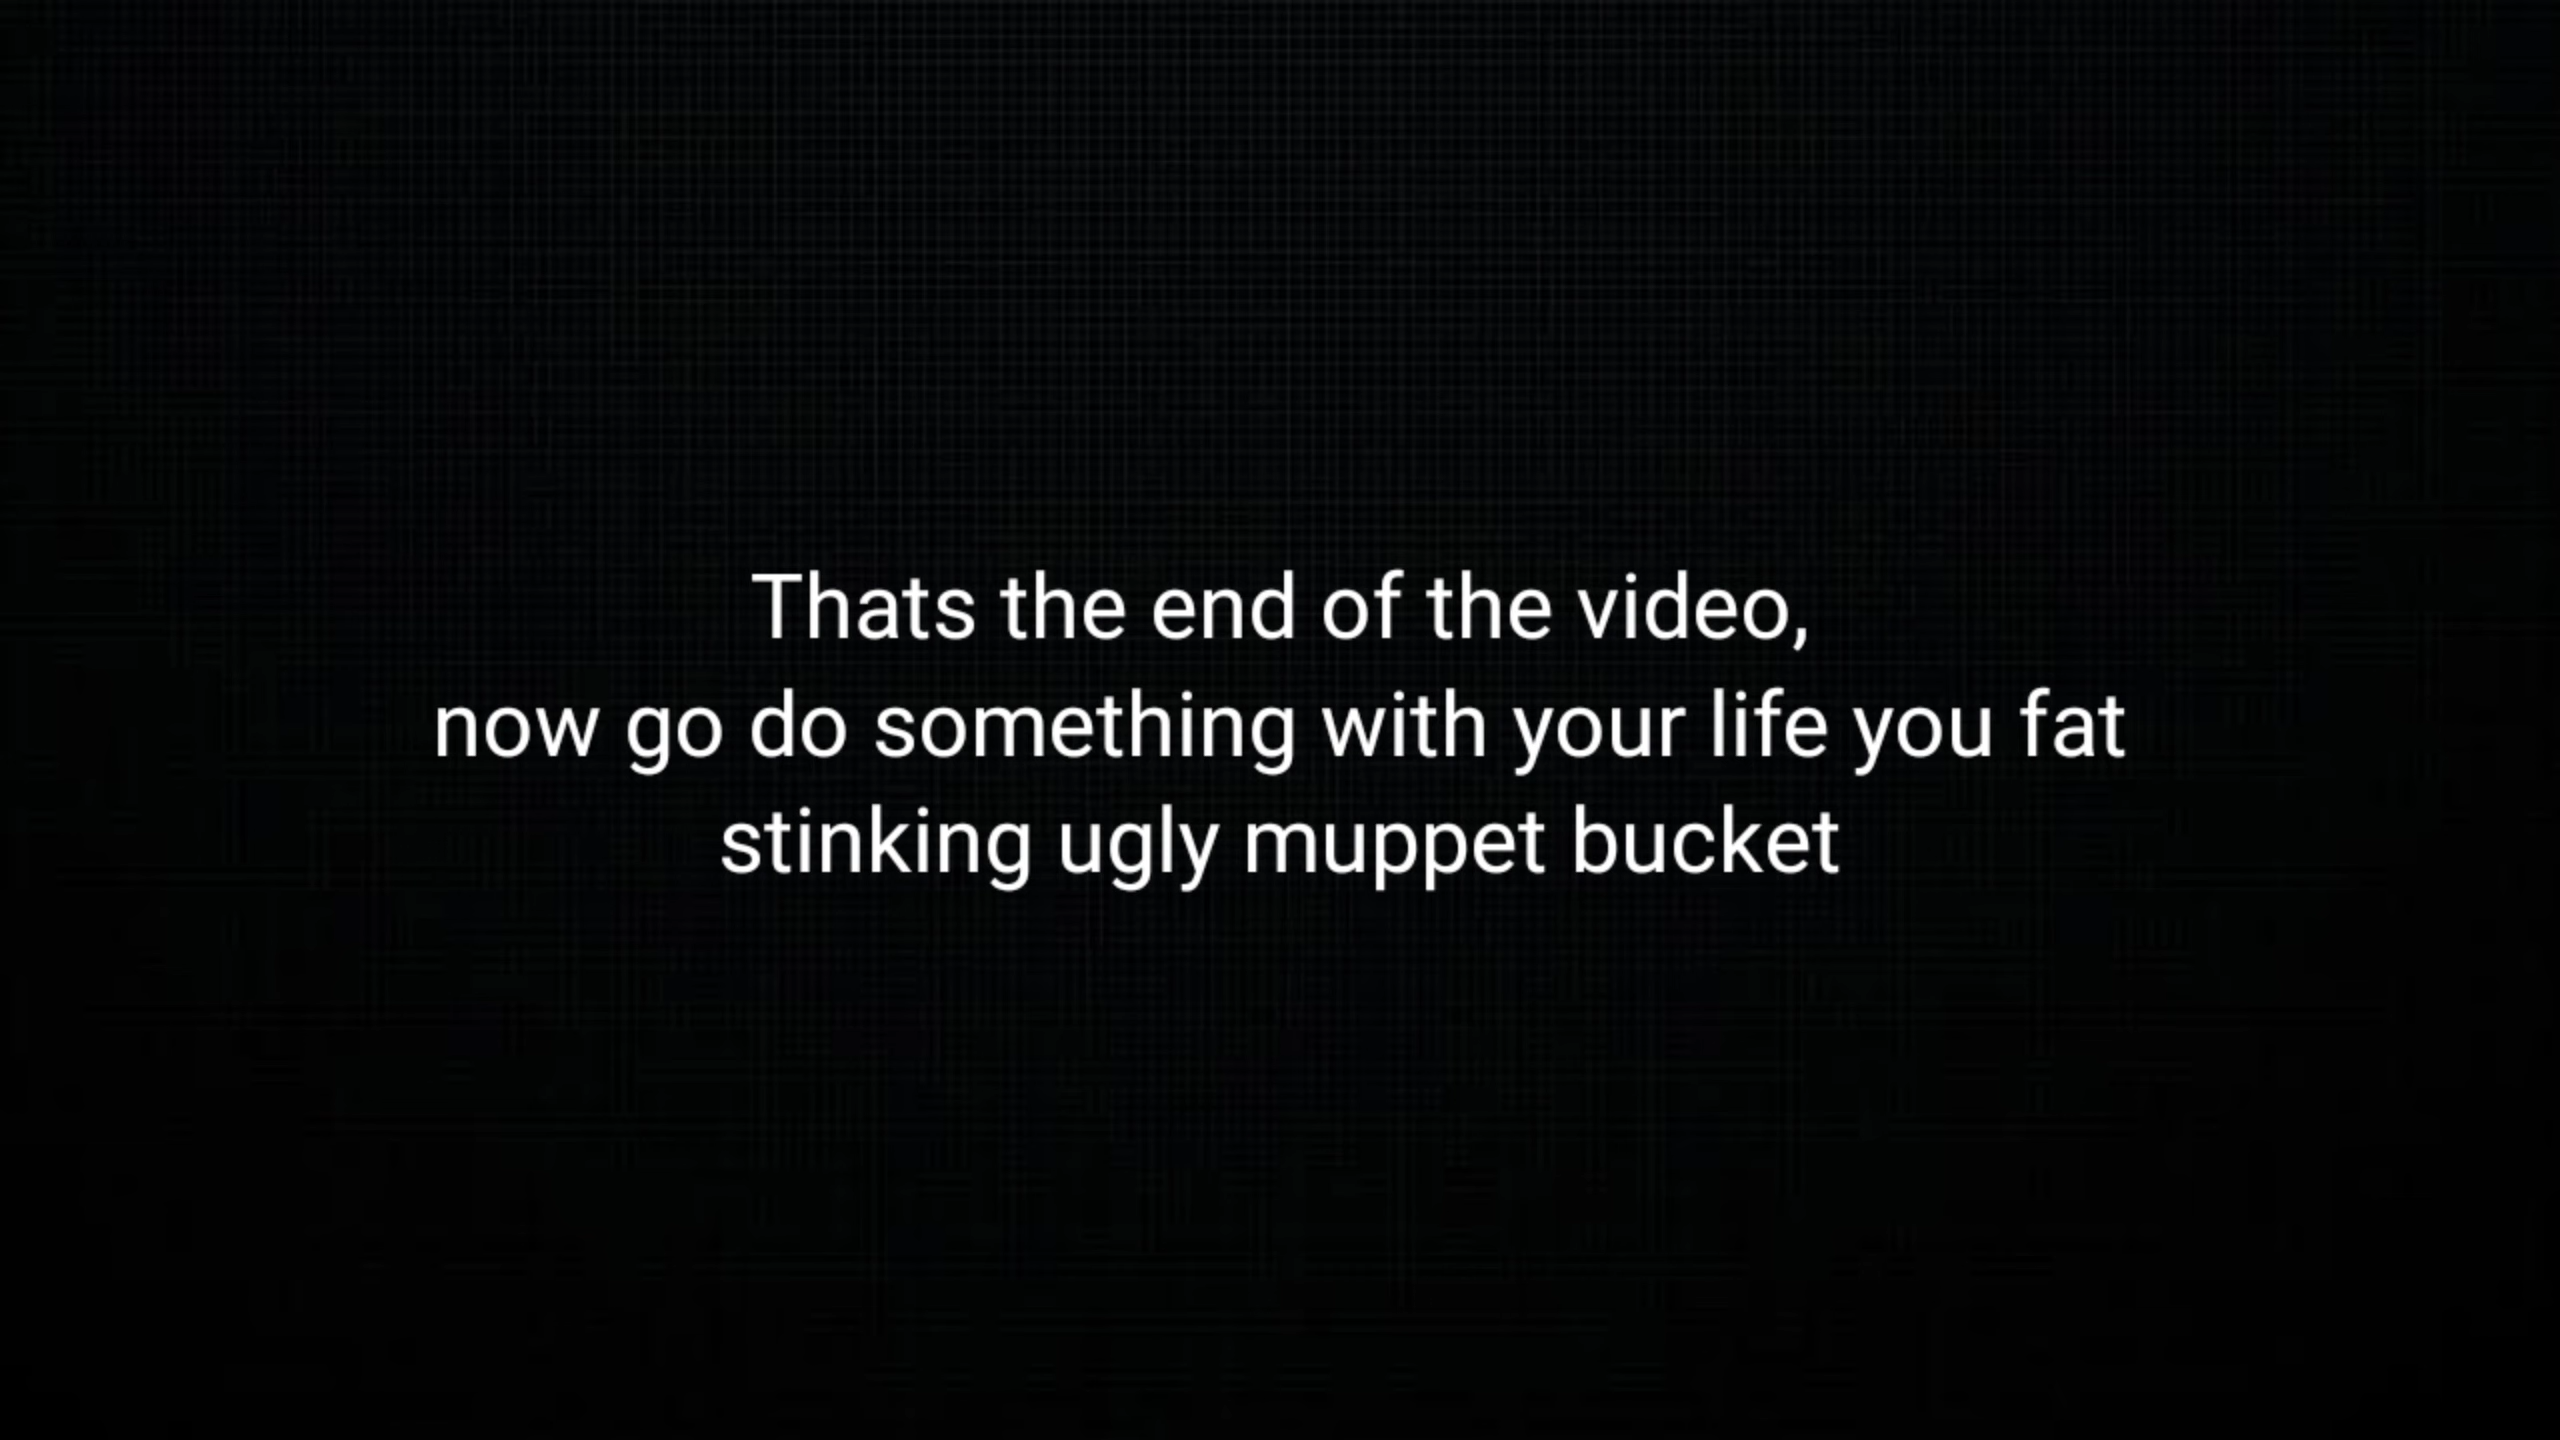 Thats the end of the video,
now go do something with your life you fat
stinking ugly muppet bucket